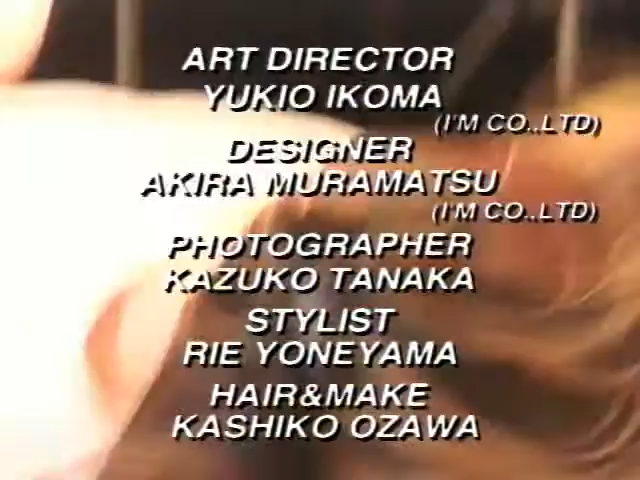 ART DIRECTOR
YUKIO IKOMA
(I'M CO..LTD)
DESIGNER
AKIRA MURAMATSU
(I'M CO..LTD)
PHOTOGRAPHER
KAZUKO TANAKA
STYLIST
RIE YONEYAMA
HAIR&MAKE
KASHIKO OZAWA